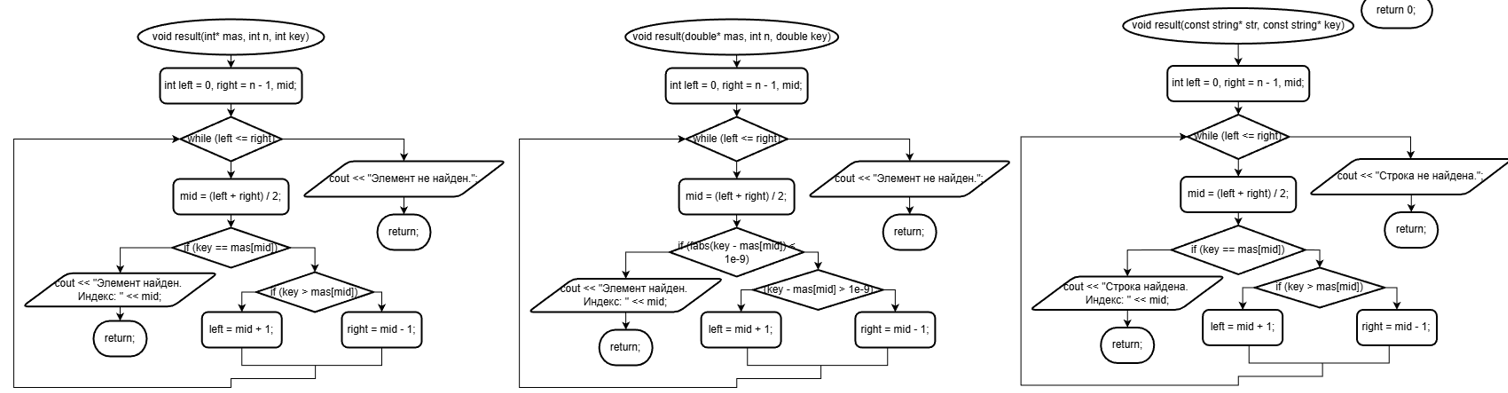 void result(int* mas, int n, int key)
int left = 0, right = n - 1, mid;
while (left <= right)
cout << "Элемент не найден.";
mid = (left + right) / 2;
return;
if (key == mas[mid])
cout << "Элемент найден.
Индекс: " << mid;
if (key > mas[mid])
return;
left = mid + 1;
right = mid - 1;
void result(double* mas, int n, double key)
int left = 0, right = n - 1, mid;
while (left <= right)
cout << "Элемент не найден.";
mid = (left + right) / 2;
return;
if (fabs(key - mas[mid]) <
1e-9)
cout << "Элемент найден.
Индекс: " << mid;
(key - mas[mid] > 1e-9)
return;
left = mid + 1;
right = mid - 1;
return 0;
void result(const string* str, const string* key)
int left = 0, right = n - 1, mid;
while (left <= right)
cout << "Строка не найдена.";
mid = (left + right) / 2;
return;
if (key == mas[mid])
cout << "Строка найдена.
Индекс: " << mid;
if (key > mas[mid])
return;
left = mid + 1;
right = mid - 1;